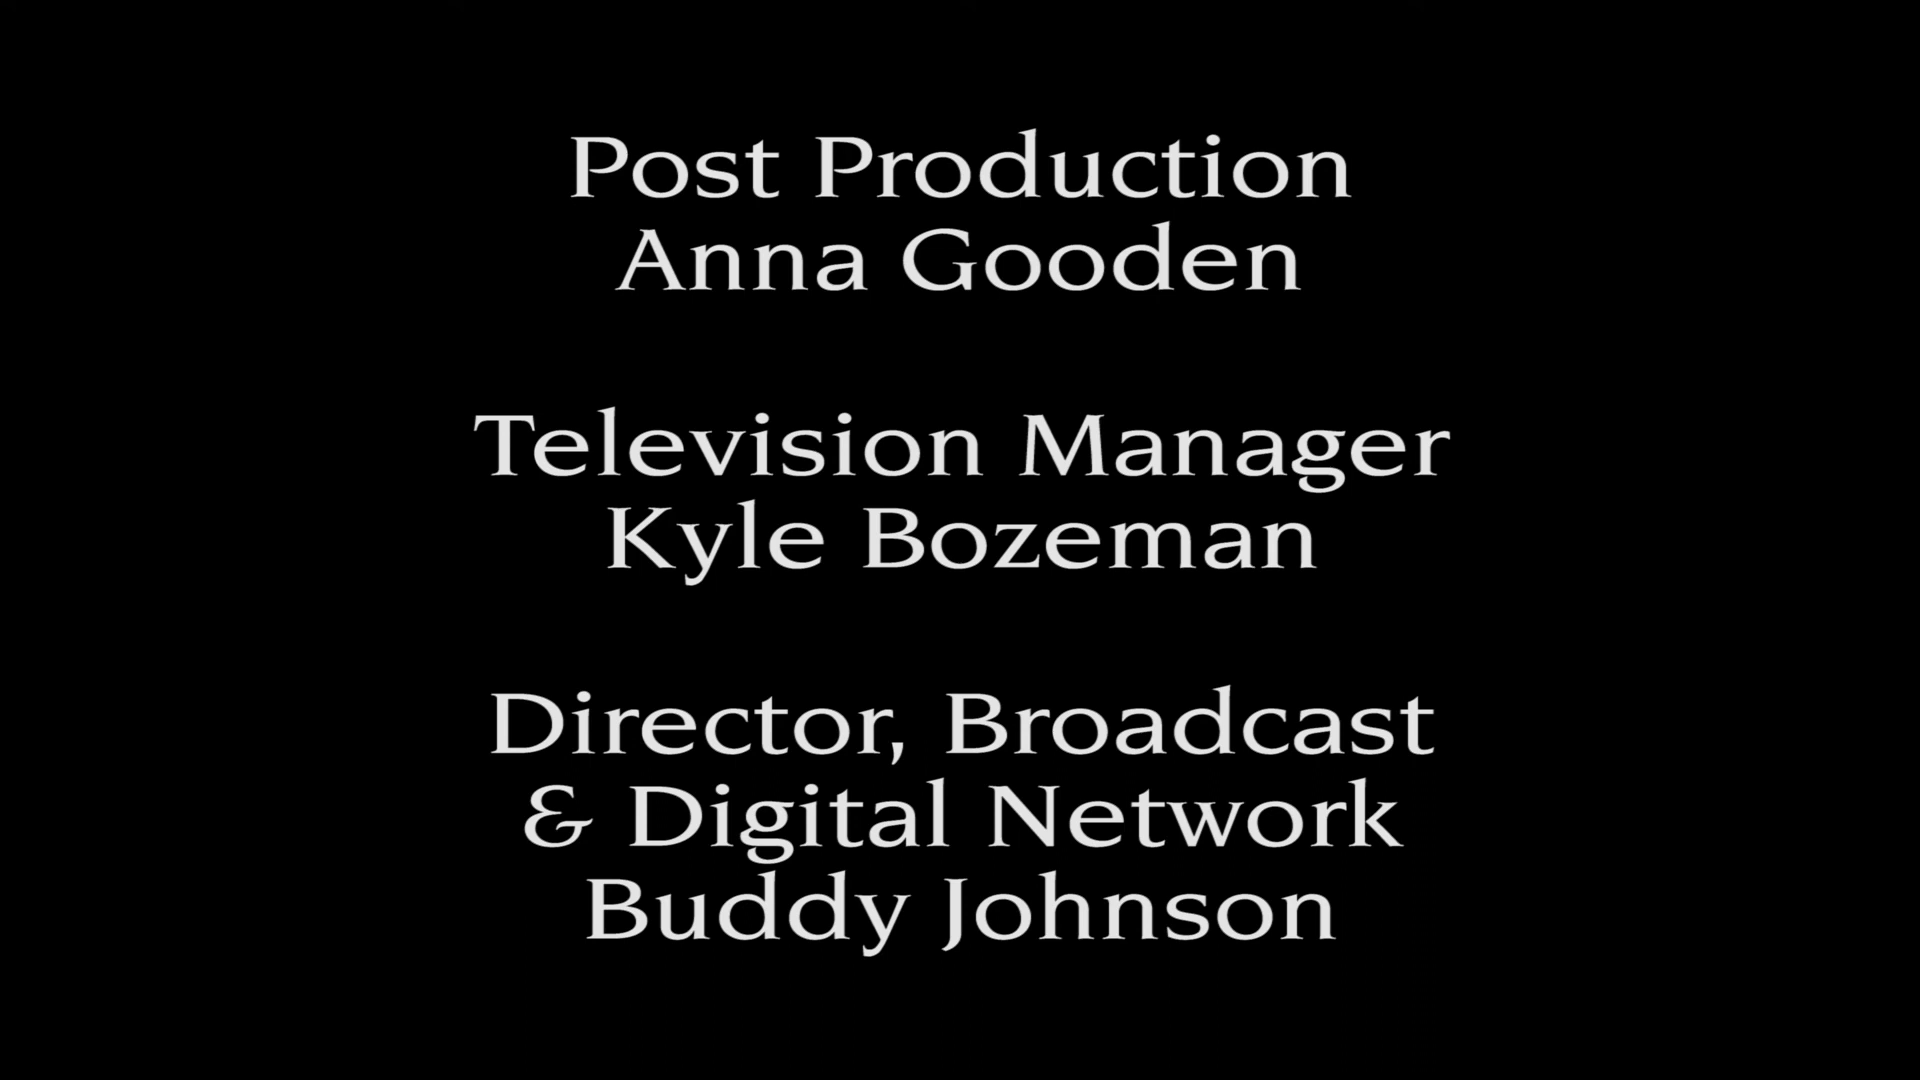 Post Production
Anna Gooden
Television Manager
Kyle Bozeman
Director, Broadcast
& Digital Network
Buddy Johnson